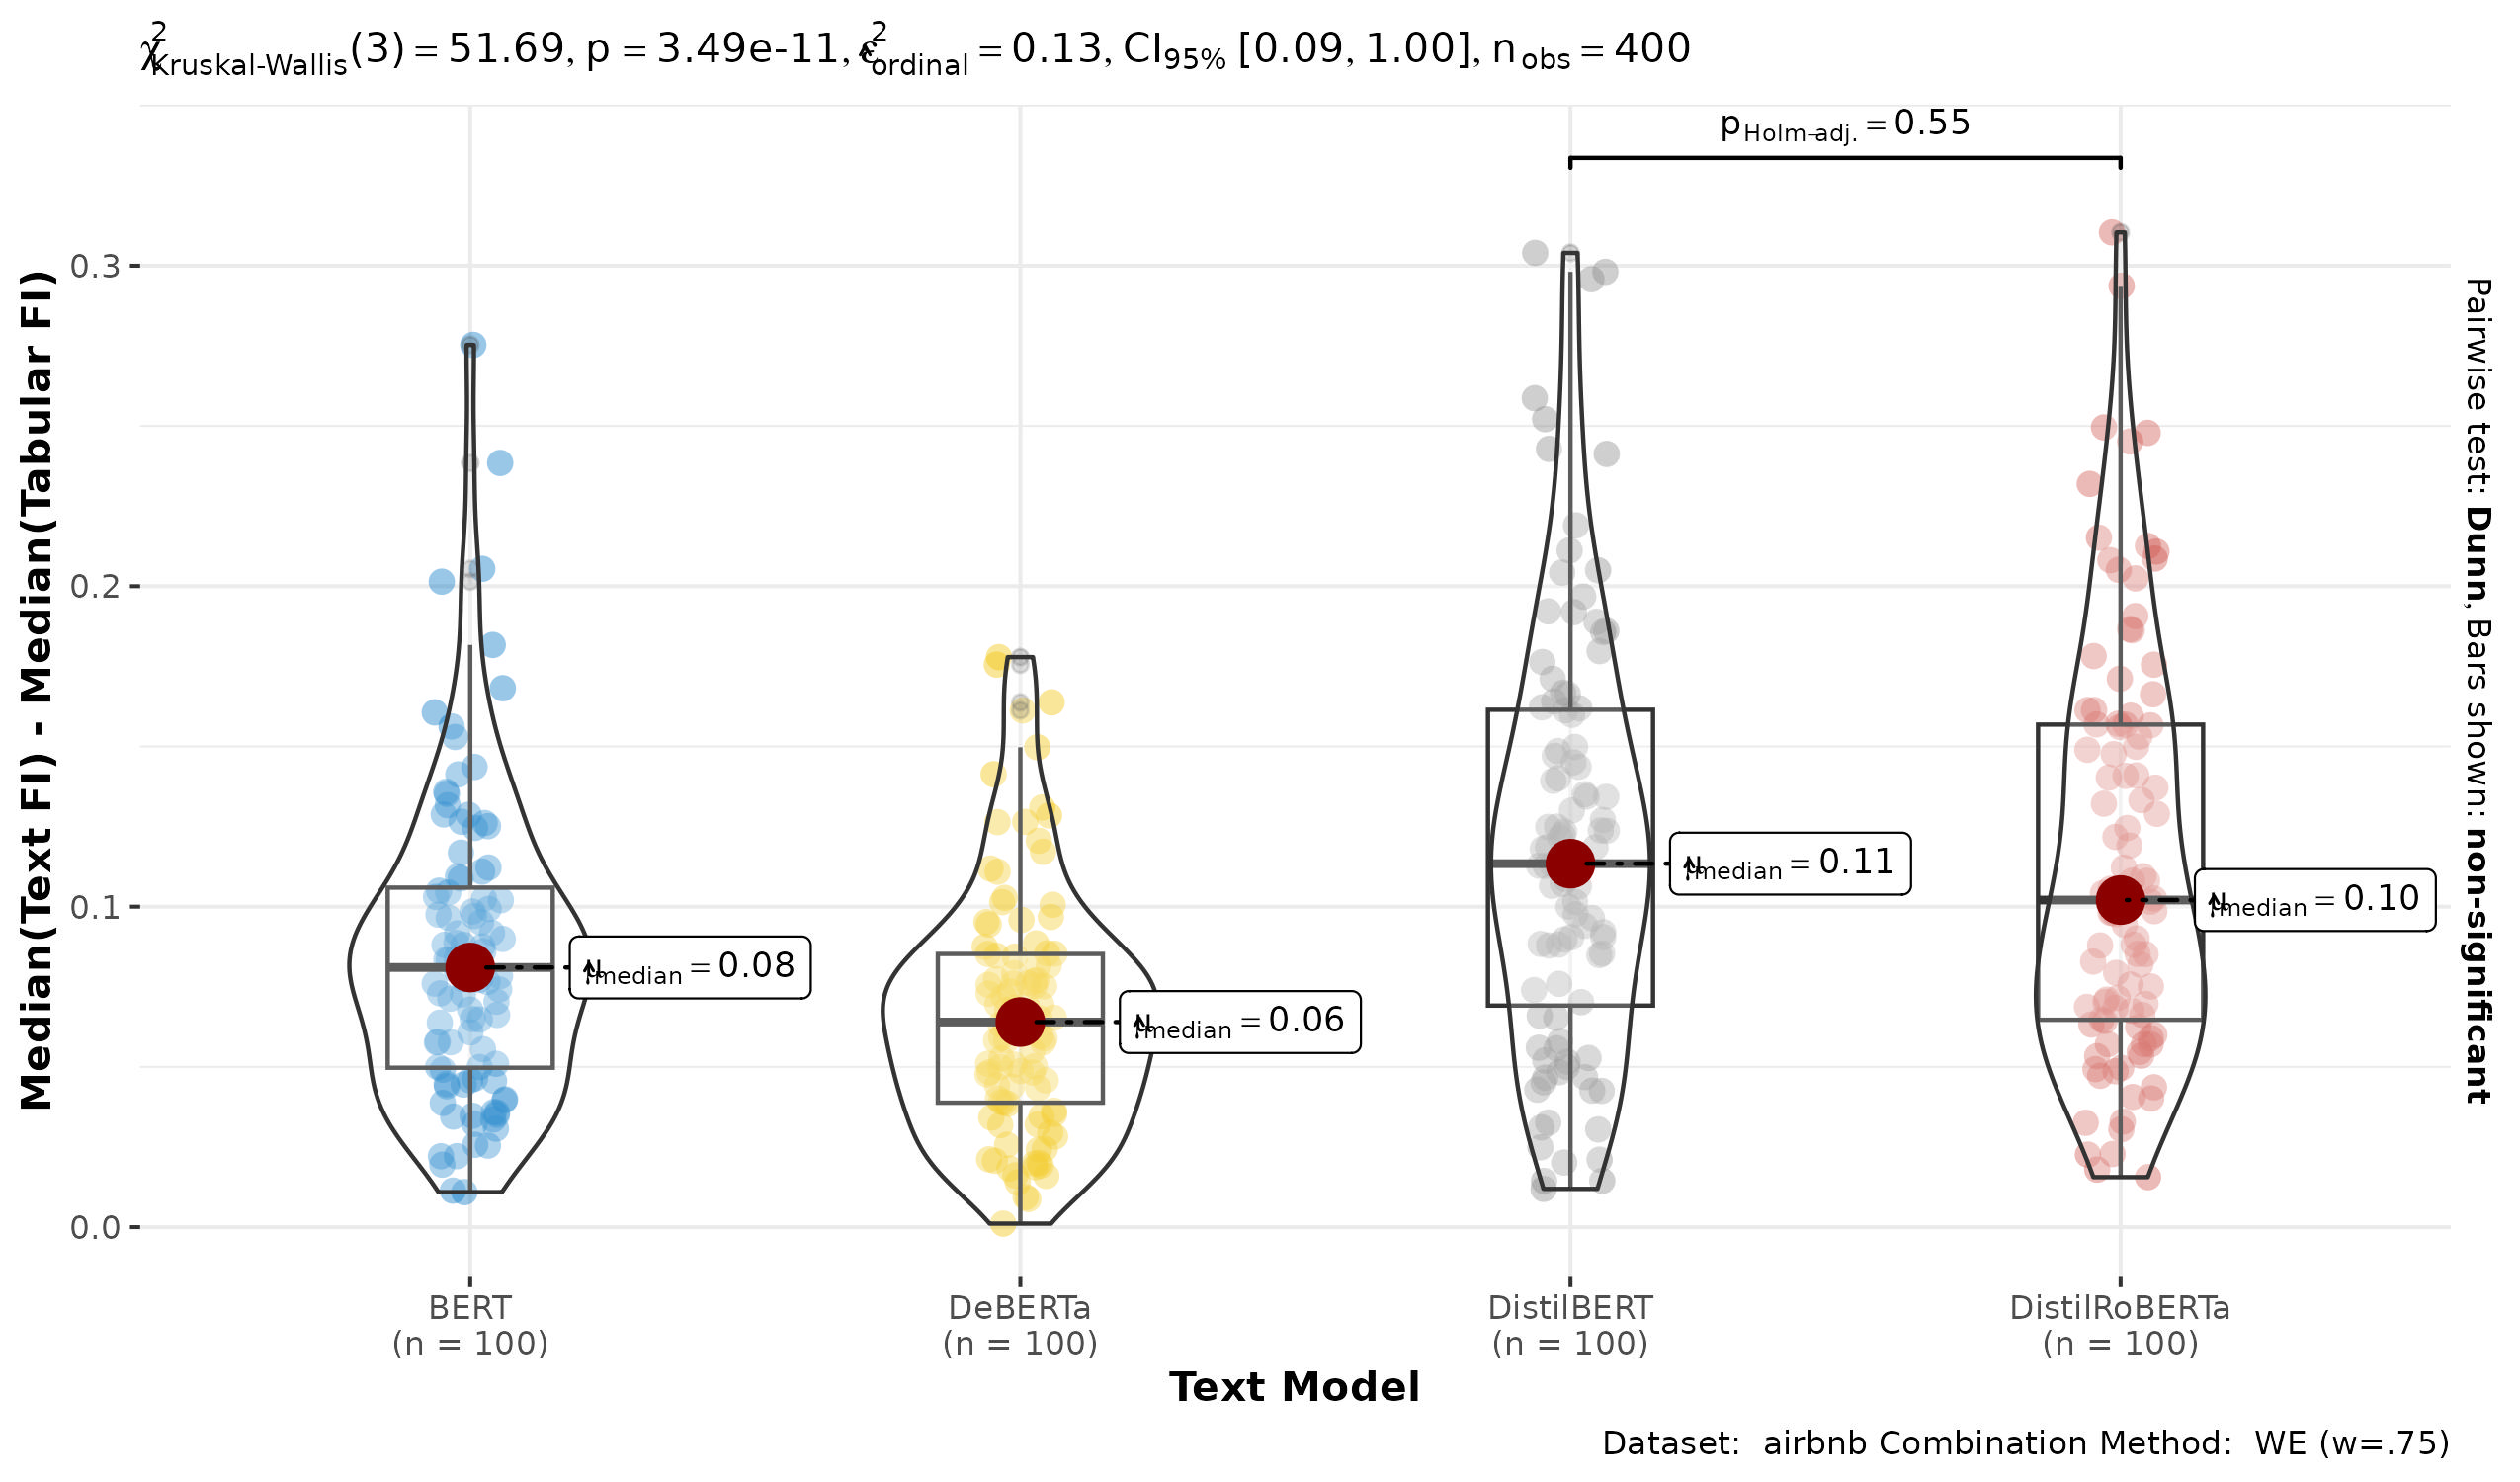 χ²Kruskal-Wallis(3) = 51.69, p = 3.49e-11, ε̂²ordinal = 0.13, CI95% [0.09, 1.00], nobs = 400
pHolm−adj. = 0.55
Median(Text FI) - Median(Tabular FI)
0.3
0.2
0.1
0.0
μ̂median = 0.08
μ̂median = 0.06
μ̂median = 0.11
μ̂median = 0.10
Pairwise test: Dunn, Bars shown: non-significant
BERT
(n = 100)
DeBERTa
(n = 100)
DistilBERT
(n = 100)
DistilRoBERTa
(n = 100)
Text Model
Dataset: airbnb Combination Method: WE (w=.75)